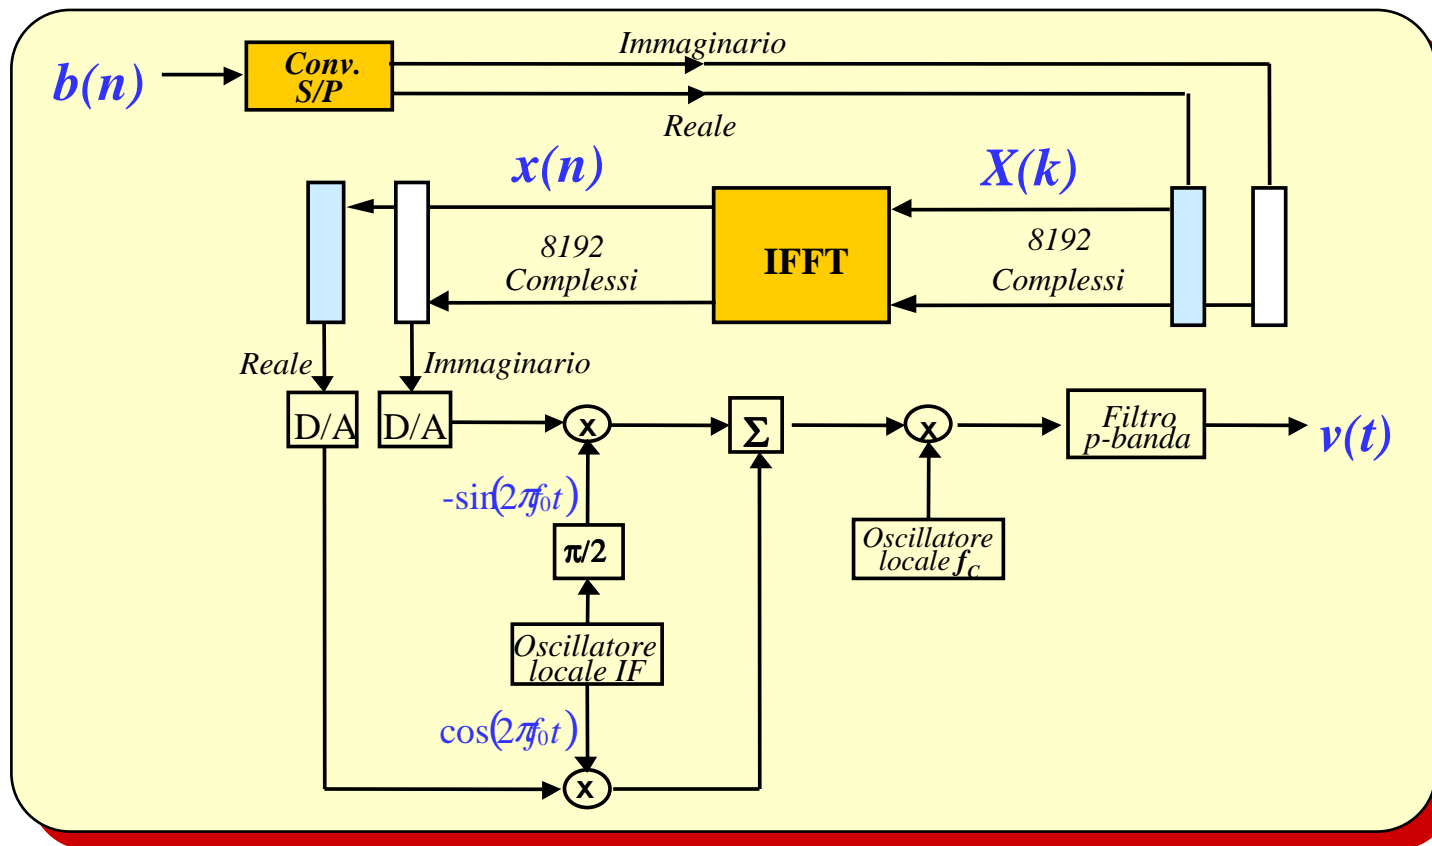 Immaginario
b(n)
Conv.
S/P
Reale
x(n)
X(k)
8192
Complessi
IFFT
8192
Complessi
Reale
Immaginario
D/A
D/A
x
Σ
x
Filtro
p-banda
v(t)
-sin(2πf₀t)
π/2
Oscillatore
locale f_C
Oscillatore
locale IF
cos(2πf₀t)
x